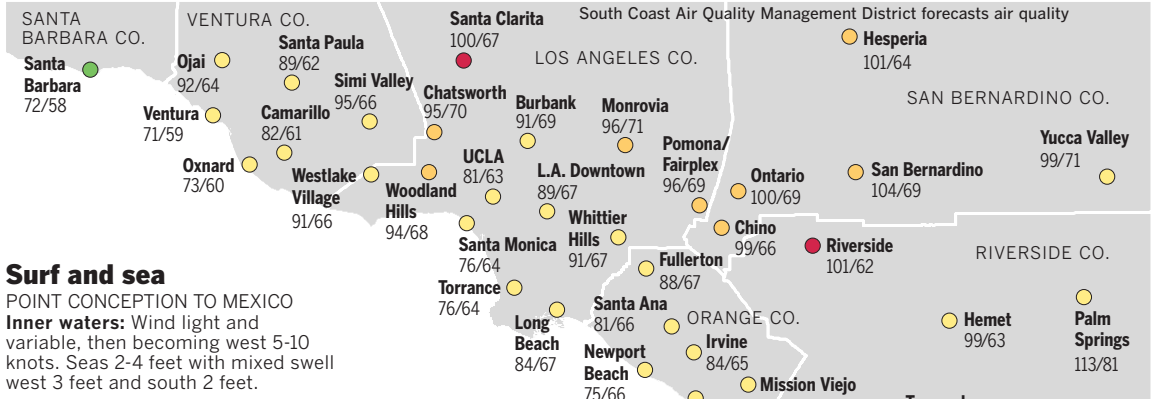 South Coast Air Quality Management District forecasts air quality
SANTA
BARBARA CO.
VENTURA CO.
LOS ANGELES CO.
SAN BERNARDINO CO.
RIVERSIDE CO.
ORANGE CO.
Santa
Barbara
72/58
Ojai
92/64
Santa Paula
89/62
Ventura
71/59
Camarillo
82/61
Simi Valley
95/66
Oxnard
73/60
Westlake
Village
91/66
Santa Clarita
100/67
Chatsworth
95/70
Woodland
Hills
94/68
Burbank
91/69
Monrovia
96/71
UCLA
81/63
L.A. Downtown
89/67
Pomona/
Fairplex
96/69
Santa Monica
76/64
Whittier
Hills
91/67
Torrance
76/64
Long
Beach
84/67
Hesperia
101/64
Yucca Valley
99/71
San Bernardino
104/69
Ontario
100/69
Chino
99/66
Riverside
101/62
Fullerton
88/67
Santa Ana
81/66
Irvine
84/65
Newport
Beach
75/66
Mission Viejo
Hemet
99/63
Palm
Springs
113/81
Surf and sea
POINT CONCEPTION TO MEXICO
Inner waters: Wind light and
variable, then becoming west 5-10
knots. Seas 2-4 feet with mixed swell
west 3 feet and south 2 feet.